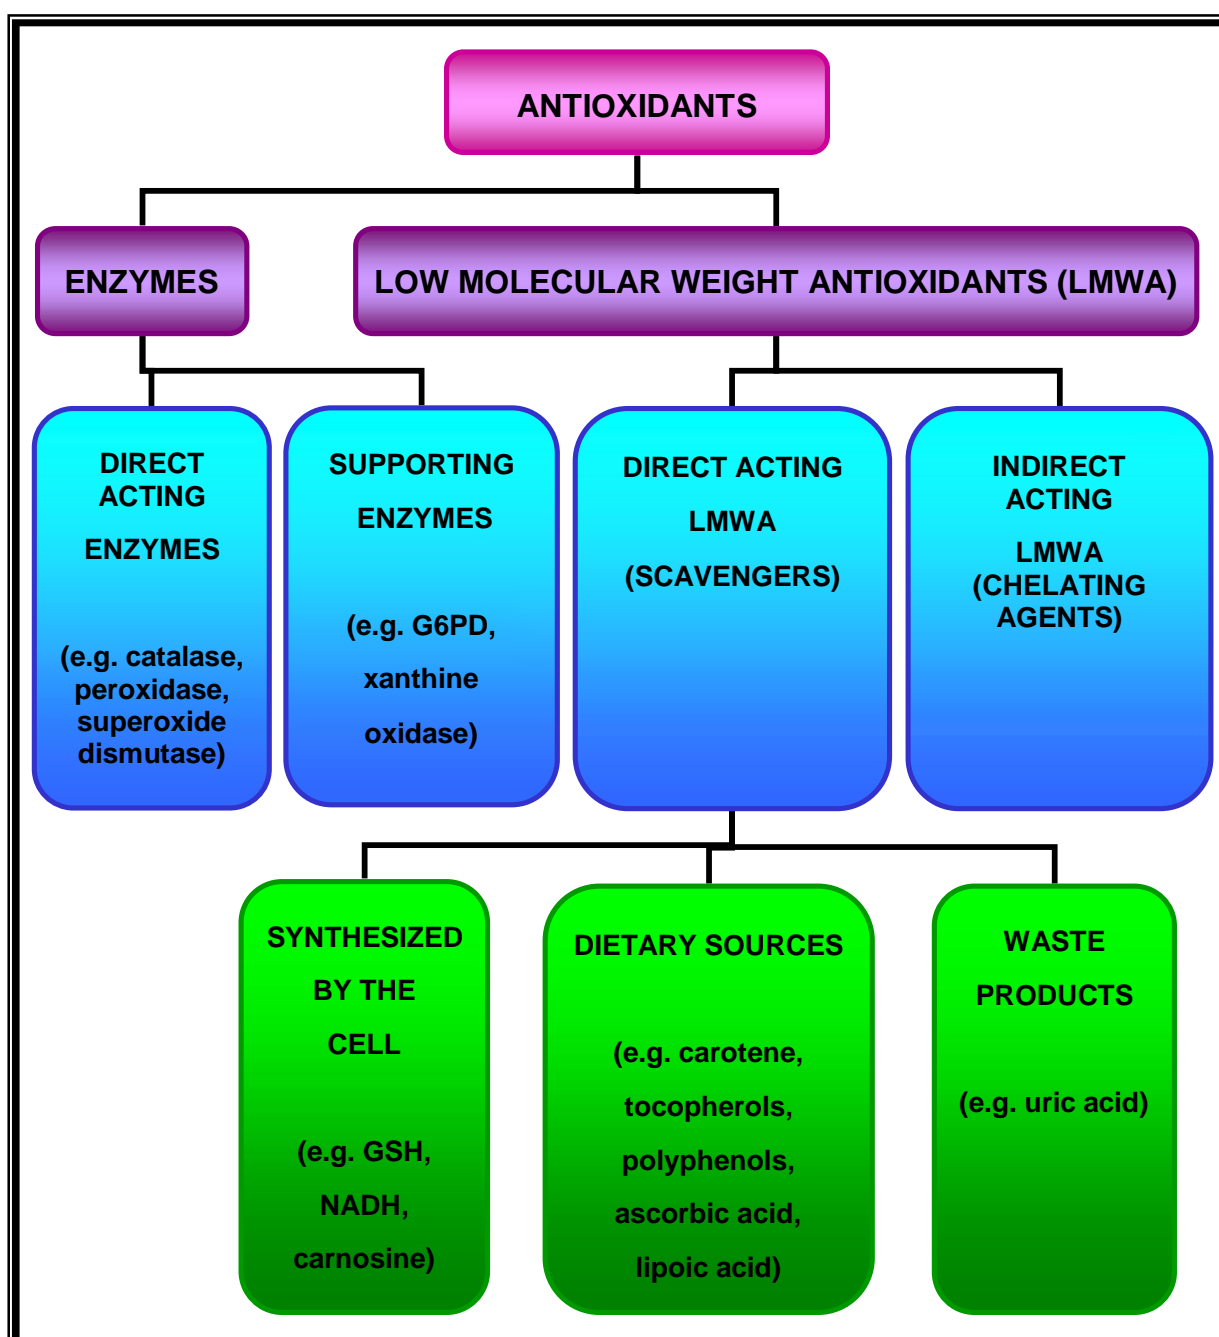 ANTIOXIDANTS
ENZYMES
LOW MOLECULAR WEIGHT ANTIOXIDANTS (LMWA)
DIRECT
ACTING
ENZYMES
(e.g. catalase,
peroxidase,
superoxide
dismutase)
SUPPORTING
ENZYMES
(e.g. G6PD,
xanthine
oxidase)
DIRECT ACTING
LMWA
(SCAVENGERS)
INDIRECT
ACTING
LMWA
(CHELATING
AGENTS)
SYNTHESIZED
BY THE
CELL
(e.g. GSH,
NADH,
carnosine)
DIETARY SOURCES
(e.g. carotene,
tocopherols,
polyphenols,
ascorbic acid,
lipoic acid)
WASTE
PRODUCTS
(e.g. uric acid)